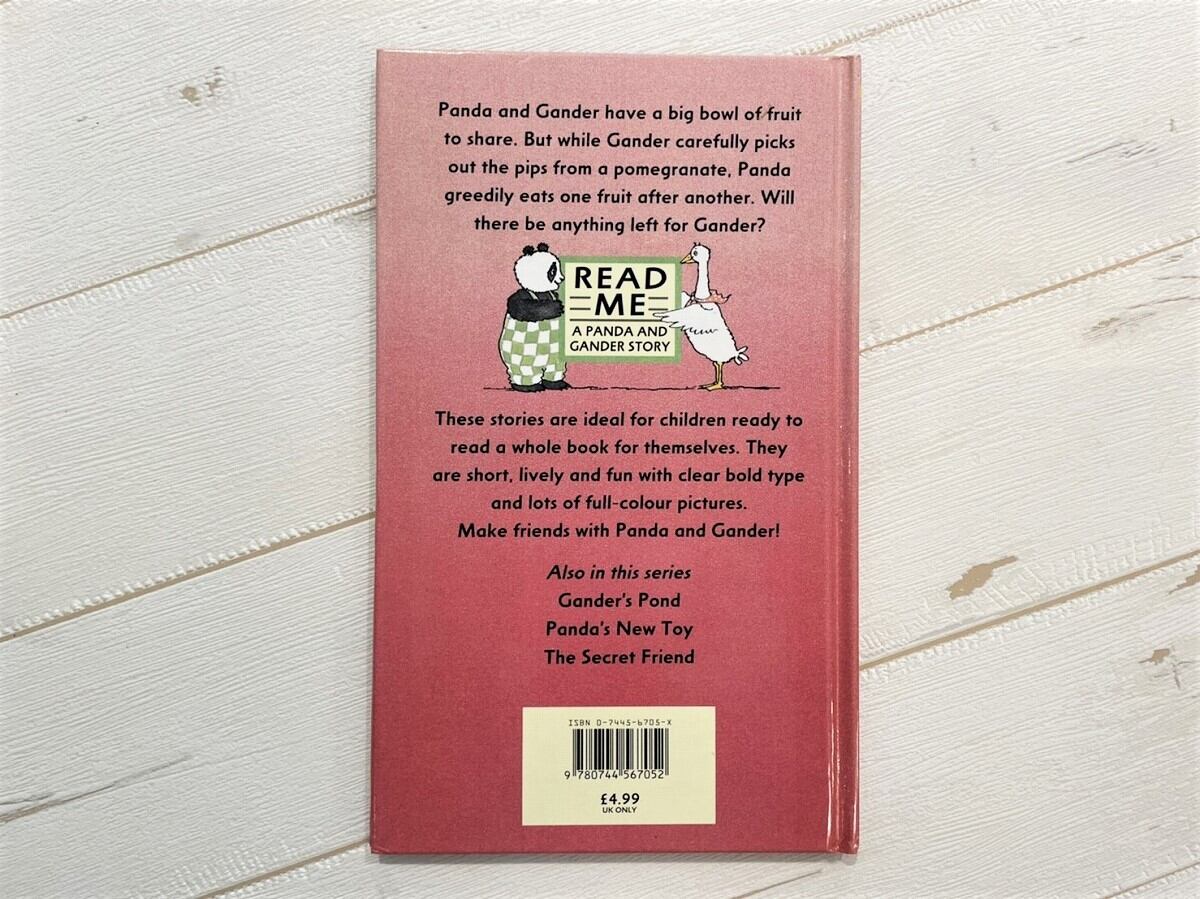 Panda and Gander have a big bowl of fruit
to share. But while Gander carefully picks
out the pips from a pomegranate, Panda
greedily eats one fruit after another. Will
there be anything left for Gander?
READ
ME
A PANDA AND
GANDER STORY
These stories are ideal for children ready to
read a whole book for themselves. They
are short, lively and fun with clear bold type
and lots of full-colour pictures.
Make friends with Panda and Gander!
Also in this series
Gander's Pond
Panda's New Toy
The Secret Friend
ISBN 0-7445-6705-X
9 780744 567052
£4.99
UK ONLY